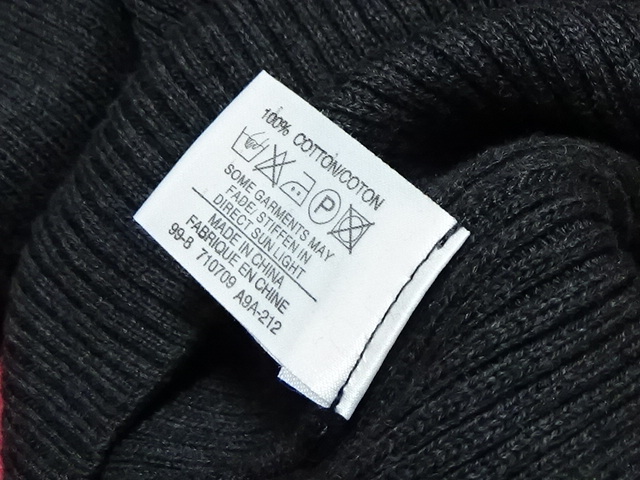 100% COTTON/COTON
P
SOME GARMENTS MAY
FADE, STIFFEN IN
DIRECT SUN LIGHT
MADE IN CHINA
FABRIQUE EN CHINE
99-8 710709 A9A-212